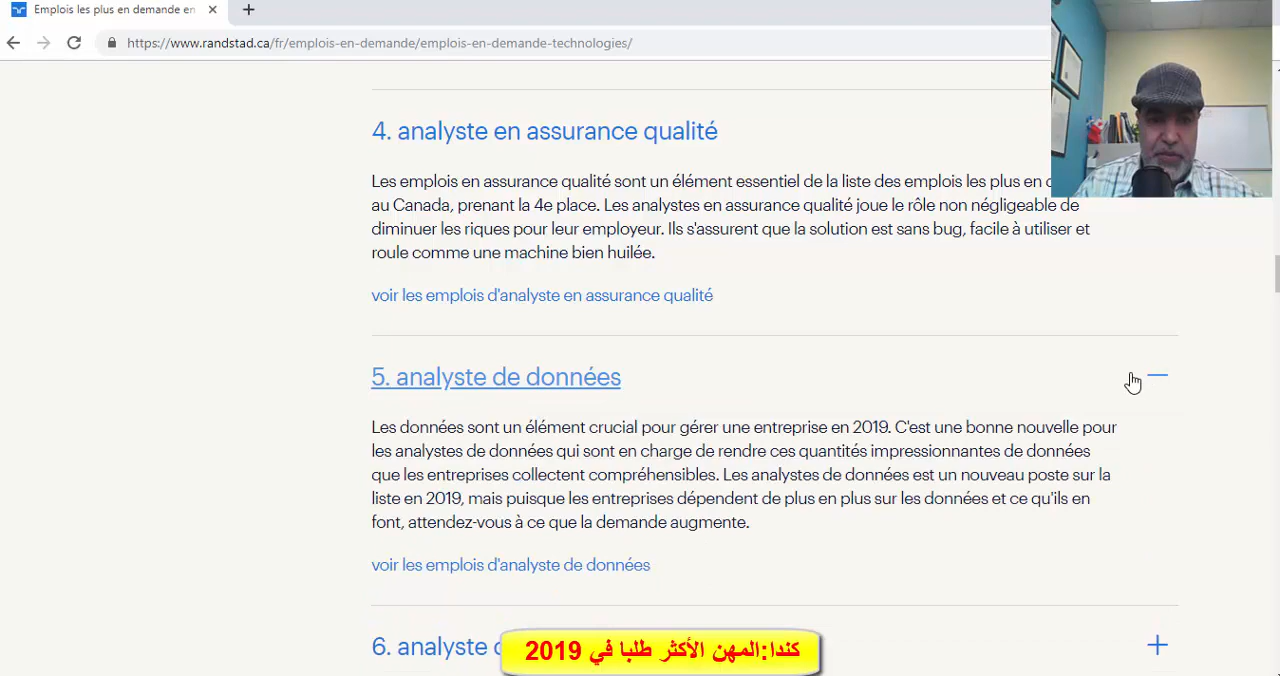 Emplois les plus en demande en
https://www.randstad.ca/fr/emplois-en-demande/emplois-en-demande-technologies/
4. analyste en assurance qualité
Les emplois en assurance qualité sont un élément essentiel de la liste des emplois les plus en
au Canada, prenant la 4e place. Les analystes en assurance qualité joue le rôle non négligeable de
diminuer les riques pour leur employeur. Ils s'assurent que la solution est sans bug, facile à utiliser et
roule comme une machine bien huilée.
voir les emplois d'analyste en assurance qualité
5. analyste de données
Les données sont un élément crucial pour gérer une entreprise en 2019. C'est une bonne nouvelle pour
les analystes de données qui sont en charge de rendre ces quantités impressionnantes de données
que les entreprises collectent compréhensibles. Les analystes de données est un nouveau poste sur la
liste en 2019, mais puisque les entreprises dépendent de plus en plus sur les données et ce qu'ils en
font, attendez-vous à ce que la demande augmente.
voir les emplois d'analyste de données
6. analyste
كندا:المهن الأكثر طلبا في 2019